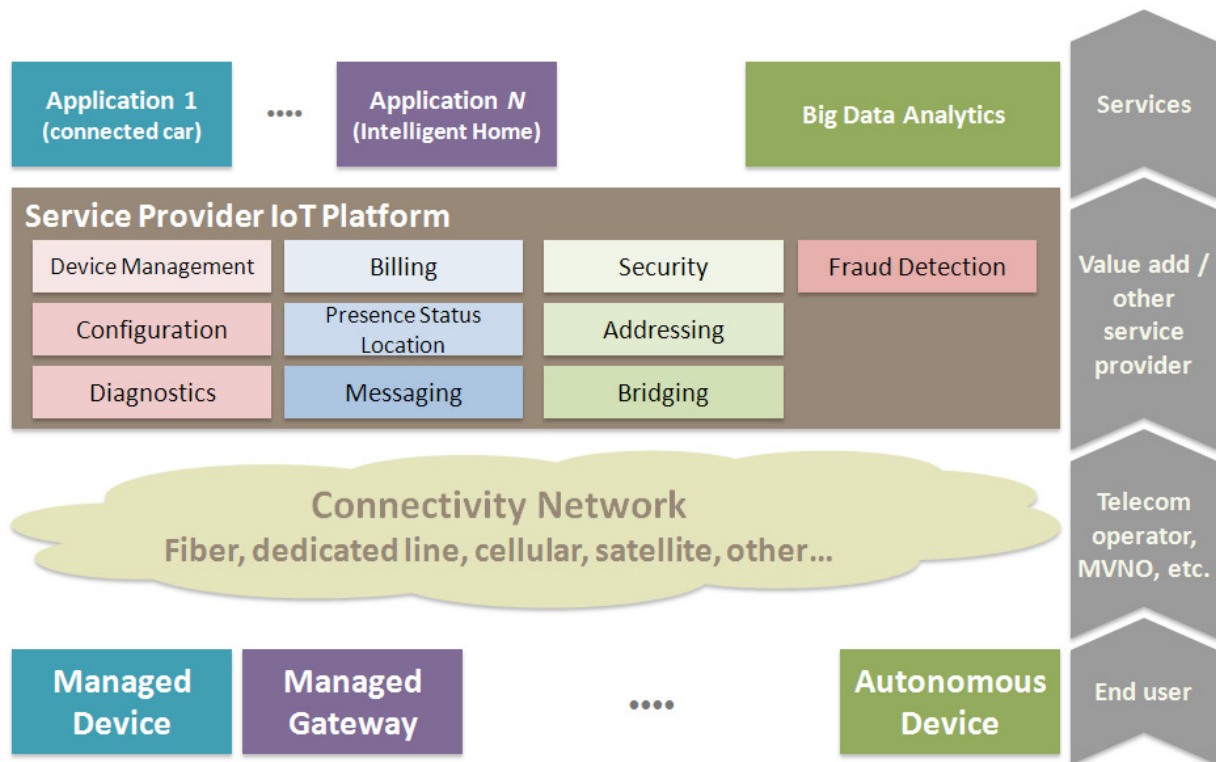 Application 1
(connected car)
....
Application N
(Intelligent Home)
Big Data Analytics
Services
Service Provider IoT Platform
Device Management
Billing
Security
Fraud Detection
Configuration
Presence Status
Location
Addressing
Diagnostics
Messaging
Bridging
Value add /
other
service
provider
Connectivity Network
Fiber, dedicated line, cellular, satellite, other...
Telecom
operator,
MVNO, etc.
Managed
Device
Managed
Gateway
....
Autonomous
Device
End user